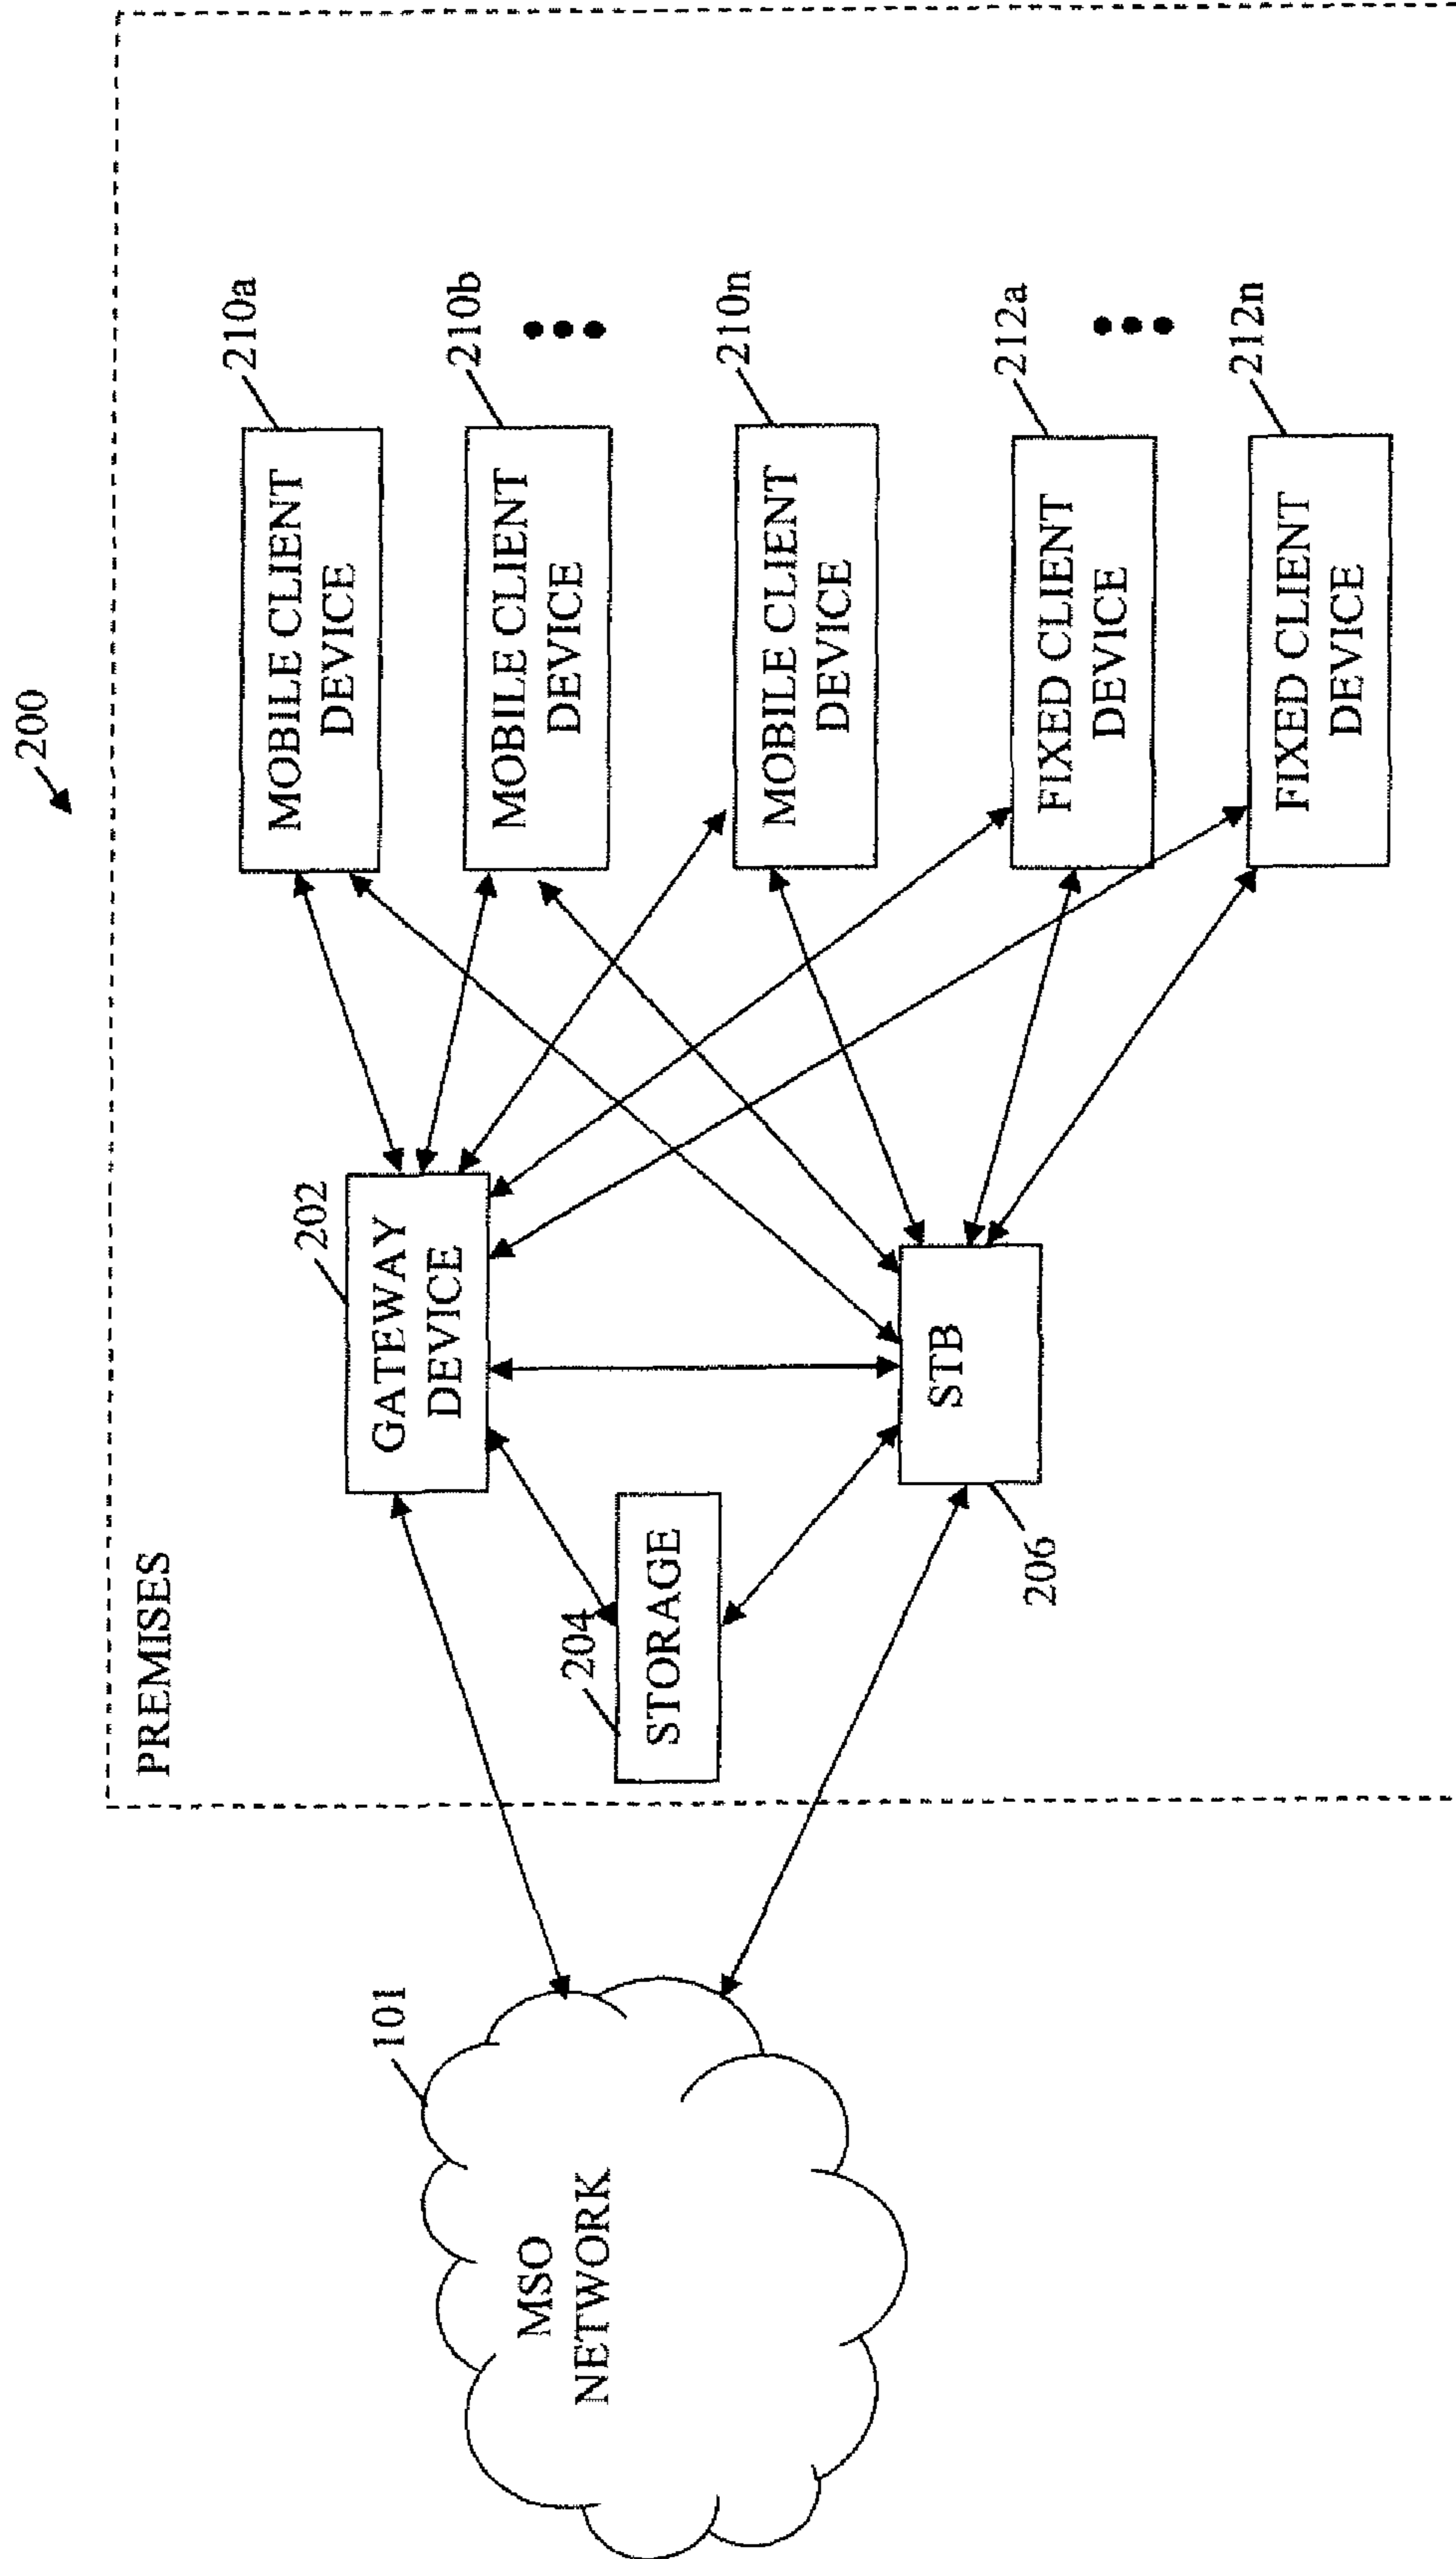 200
PREMISES
101
MSO
NETWORK
202
GATEWAY
DEVICE
204
STORAGE
STB
206
210a
MOBILE CLIENT
DEVICE
210b
MOBILE CLIENT
DEVICE
210n
MOBILE CLIENT
DEVICE
212a
FIXED CLIENT
DEVICE
212n
FIXED CLIENT
DEVICE